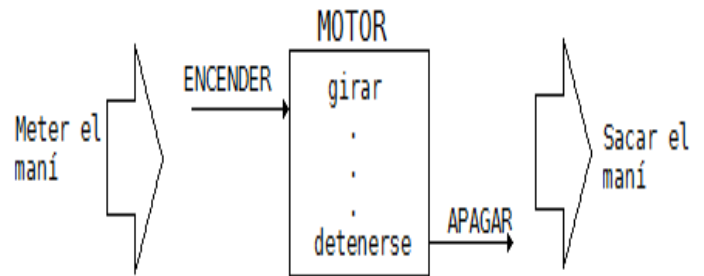 MOTOR
ENCENDER
girar
.
.
.
detenerse
APAGAR
Meter el
maní
Sacar el
maní